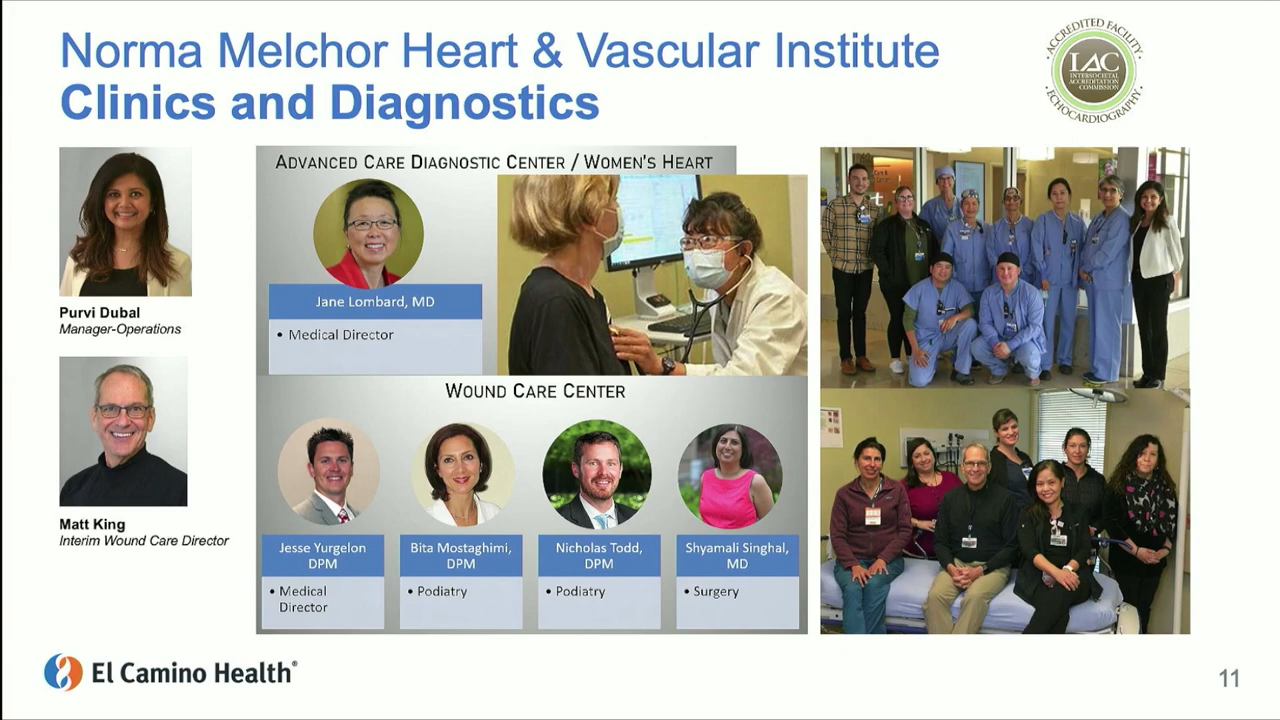 Norma Melchor Heart & Vascular Institute
Clinics and Diagnostics
ACCREDITED FACILITY
IAC
INTERSOCIETAL
ACCREDITATION
COMMISSION
• ECHOCARDIOGRAPHY •
Purvi Dubal
Manager-Operations
Matt King
Interim Wound Care Director
ADVANCED CARE DIAGNOSTIC CENTER / WOMEN'S HEART
Jane Lombard, MD
• Medical Director
WOUND CARE CENTER
Jesse Yurgelon
DPM
• Medical
Director
Bita Mostaghimi,
DPM
• Podiatry
Nicholas Todd,
DPM
• Podiatry
Shyamali Singhal,
MD
• Surgery
El Camino Health®
11